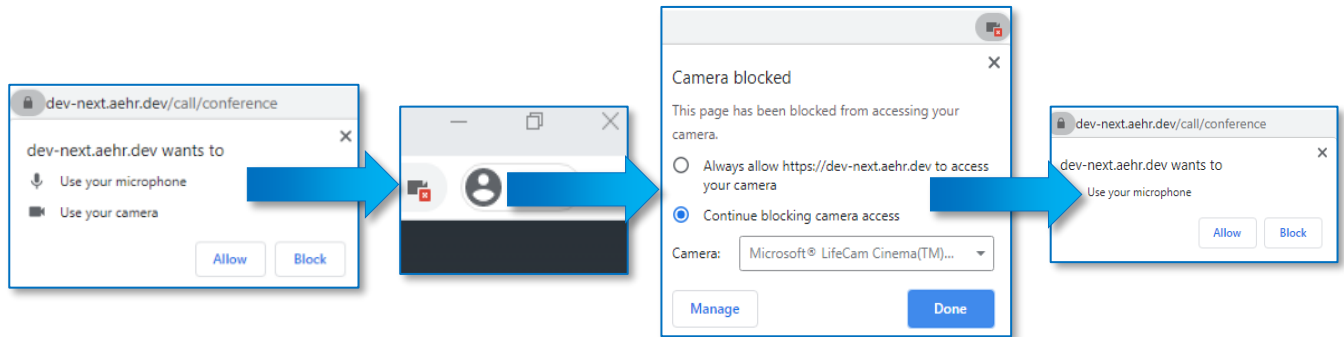 dev-next.aehr.dev/call/conference
dev-next.aehr.dev wants to
Use your microphone
Use your camera
Allow
Block
Camera blocked
This page has been blocked from accessing your
camera.
Always allow https://dev-next.aehr.dev to access
your camera
Continue blocking camera access
Camera:
Microsoft® LifeCam Cinema(TM)...
Manage
Done
dev-next.aehr.dev/call/conference
dev-next.aehr.dev wants to
Use your microphone
Allow
Block